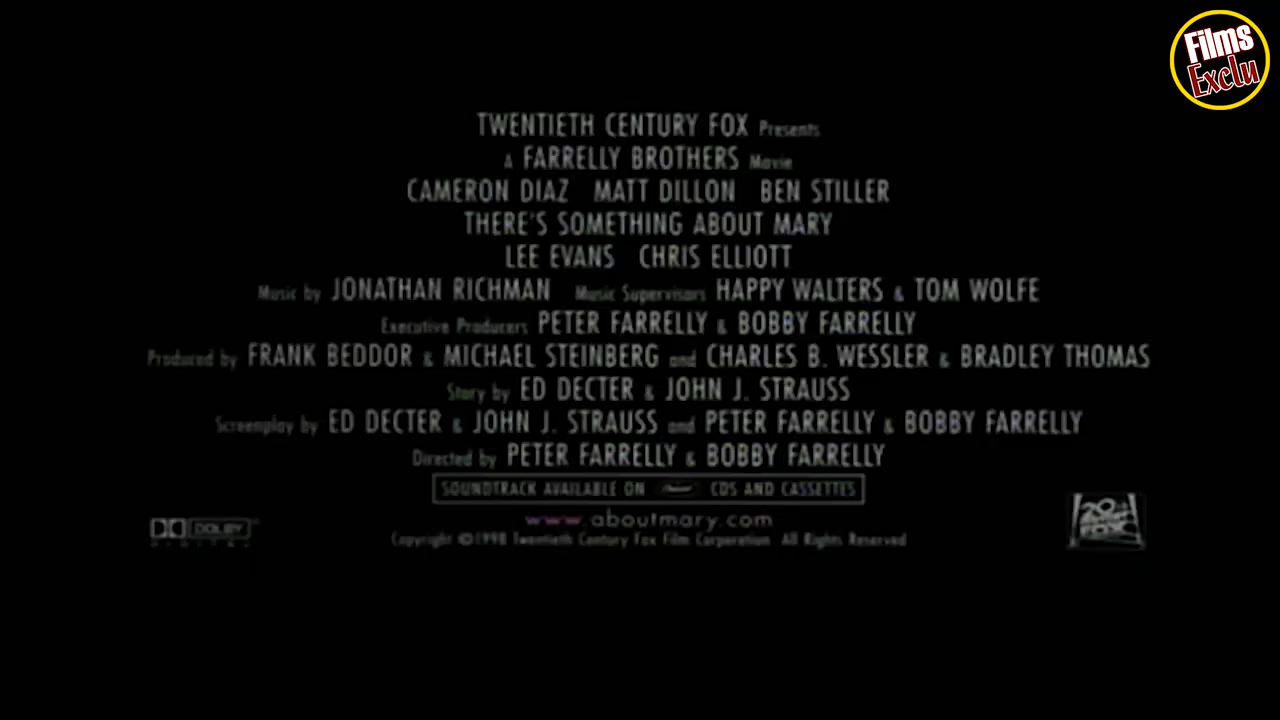 Films
Exclu
TWENTIETH CENTURY FOX Presents
A FARRELLY BROTHERS Movie
CAMERON DIAZ MATT DILLON BEN STILLER
THERE'S SOMETHING ABOUT MARY
LEE EVANS CHRIS ELLIOTT
Music by JONATHAN RICHMAN Music Supervisors HAPPY WALTERS & TOM WOLFE
Executive Producers PETER FARRELLY & BOBBY FARRELLY
Produced by FRANK BEDDOR & MICHAEL STEINBERG and CHARLES B. WESSLER & BRADLEY THOMAS
Story by ED DECTER & JOHN J. STRAUSS
Screenplay by ED DECTER & JOHN J. STRAUSS and PETER FARRELLY & BOBBY FARRELLY
Directed by PETER FARRELLY & BOBBY FARRELLY
SOUNDTRACK AVAILABLE ON CDS AND CASSETTES
www.aboutmary.com
Copyright ©1998 Twentieth Century Fox Film Corporation All Rights Reserved
DOLBY
DIGITAL
20
FOX